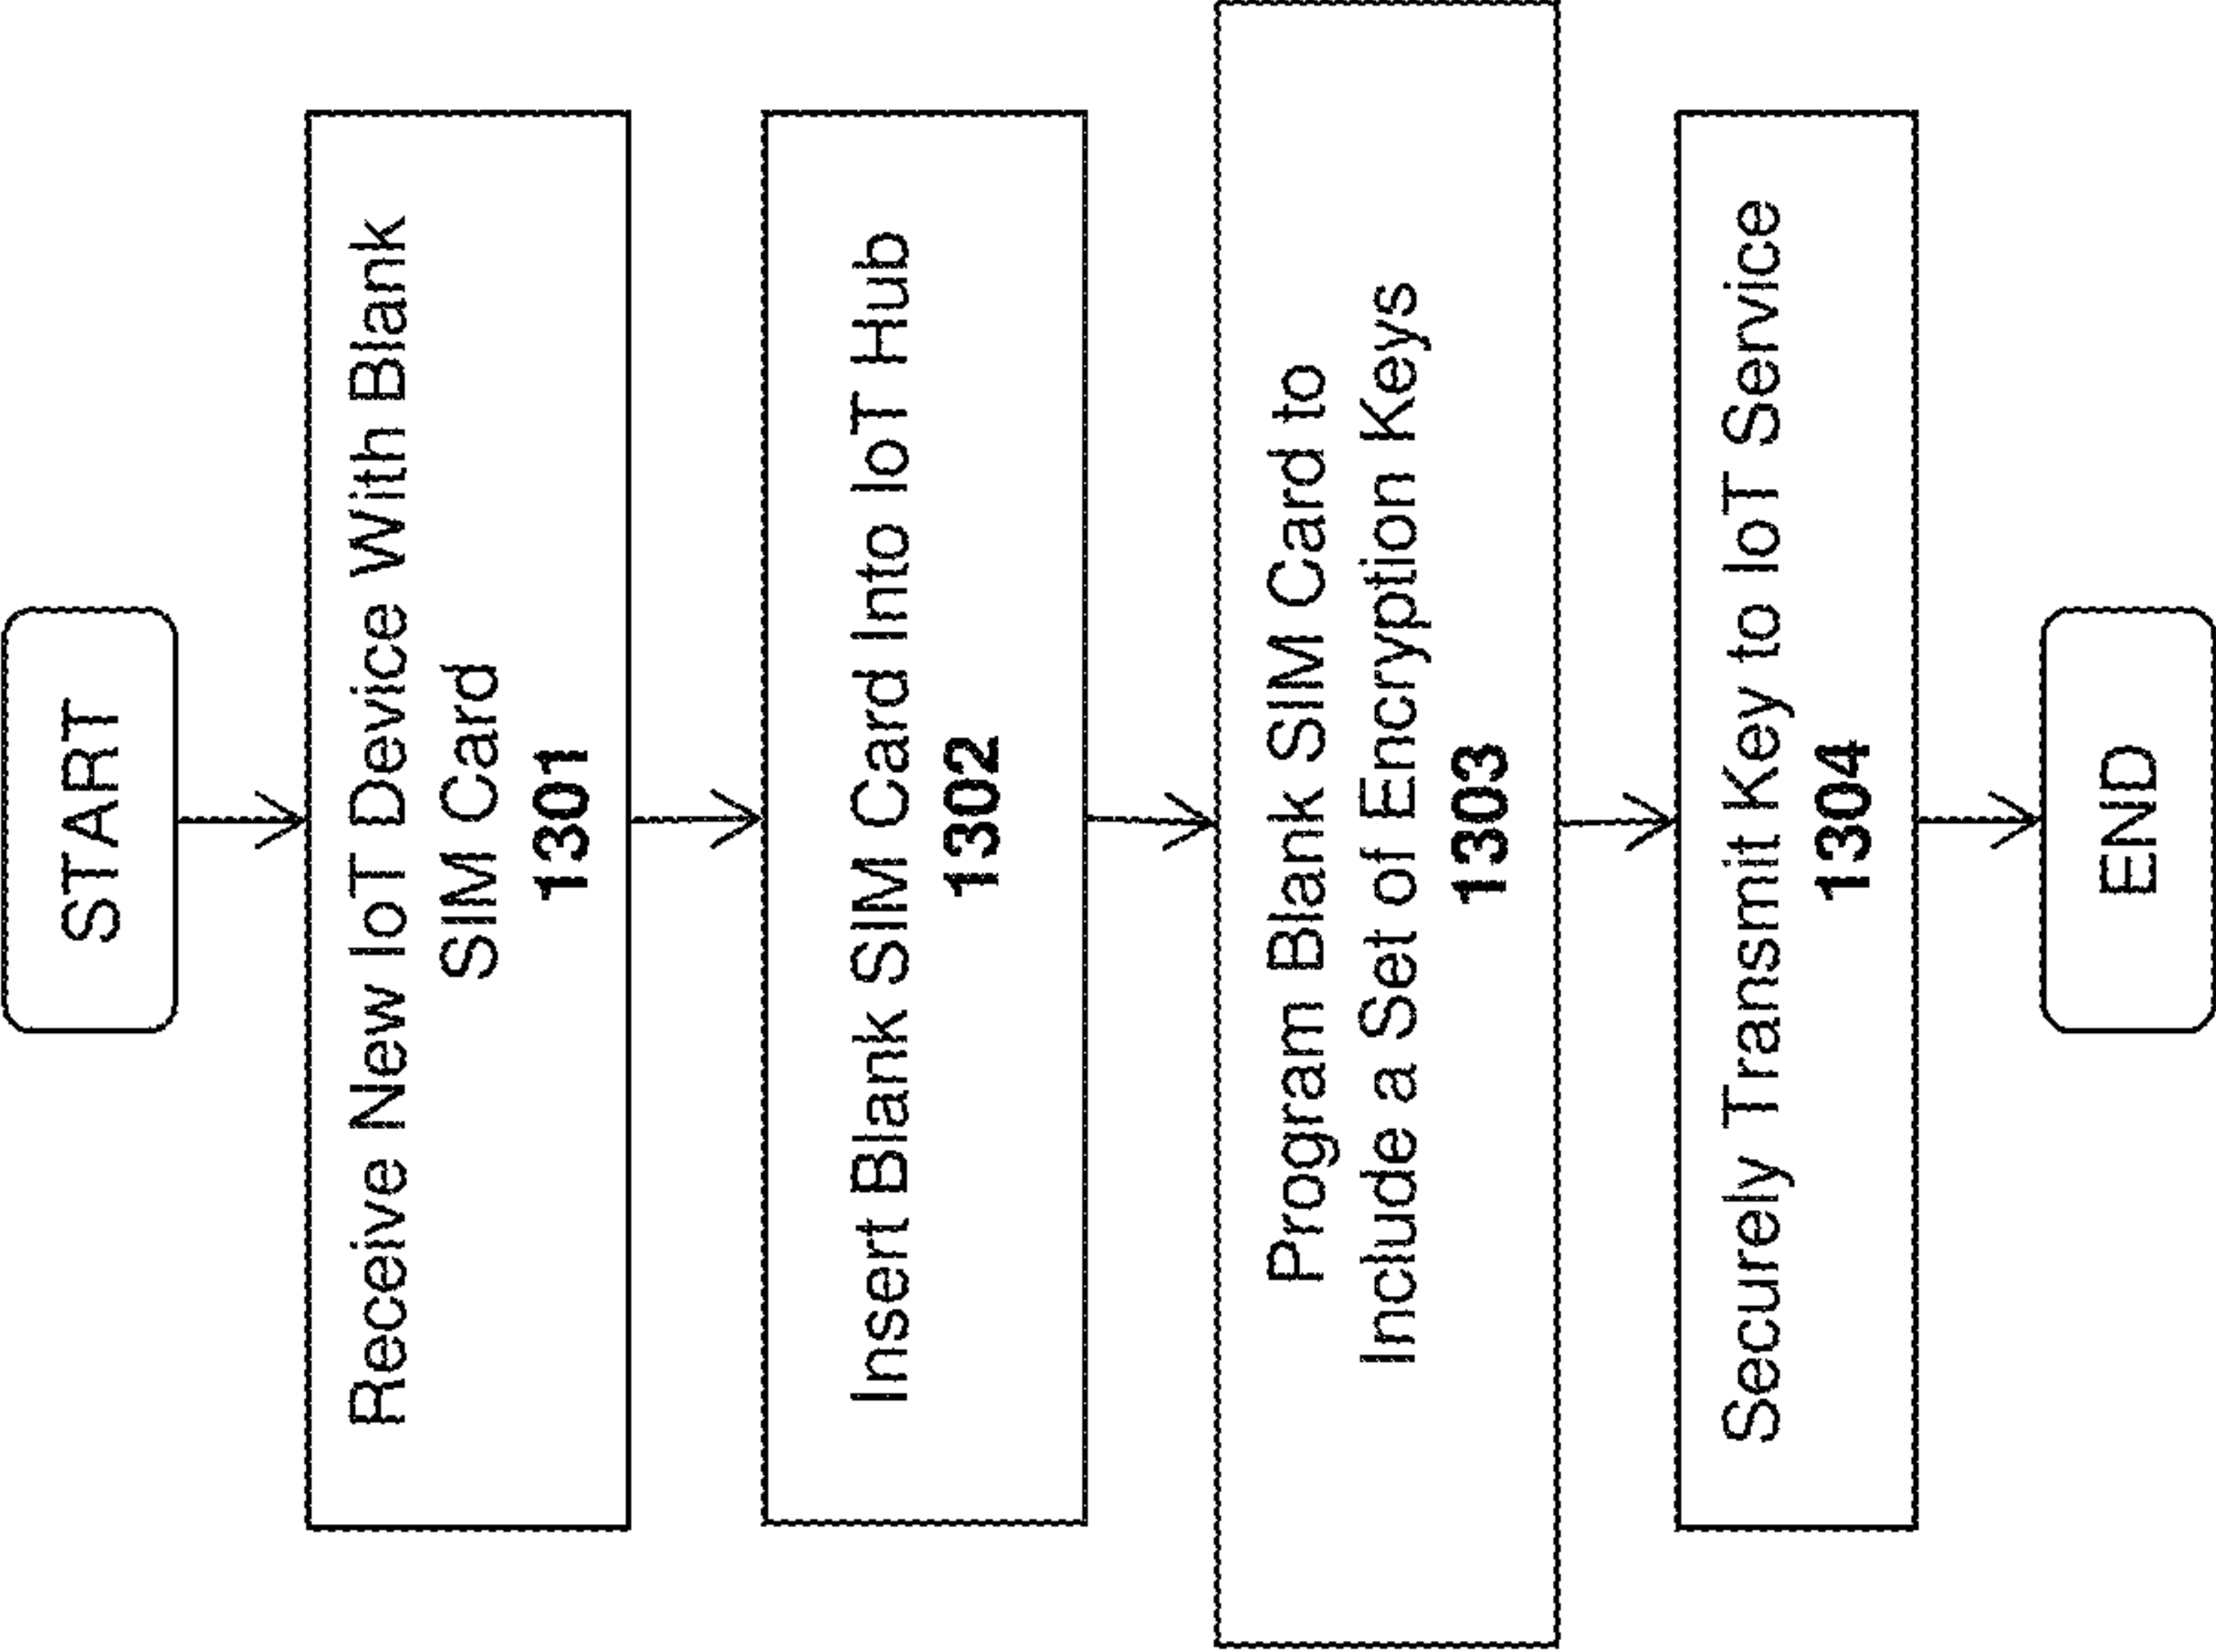 START
Receive New IoT Device With Blank
SIM Card
1301
Insert Blank SIM Card Into IoT Hub
1302
Program Blank SIM Card to
Include a Set of Encryption Keys
1303
Securely Transmit Key to IoT Service
1304
END